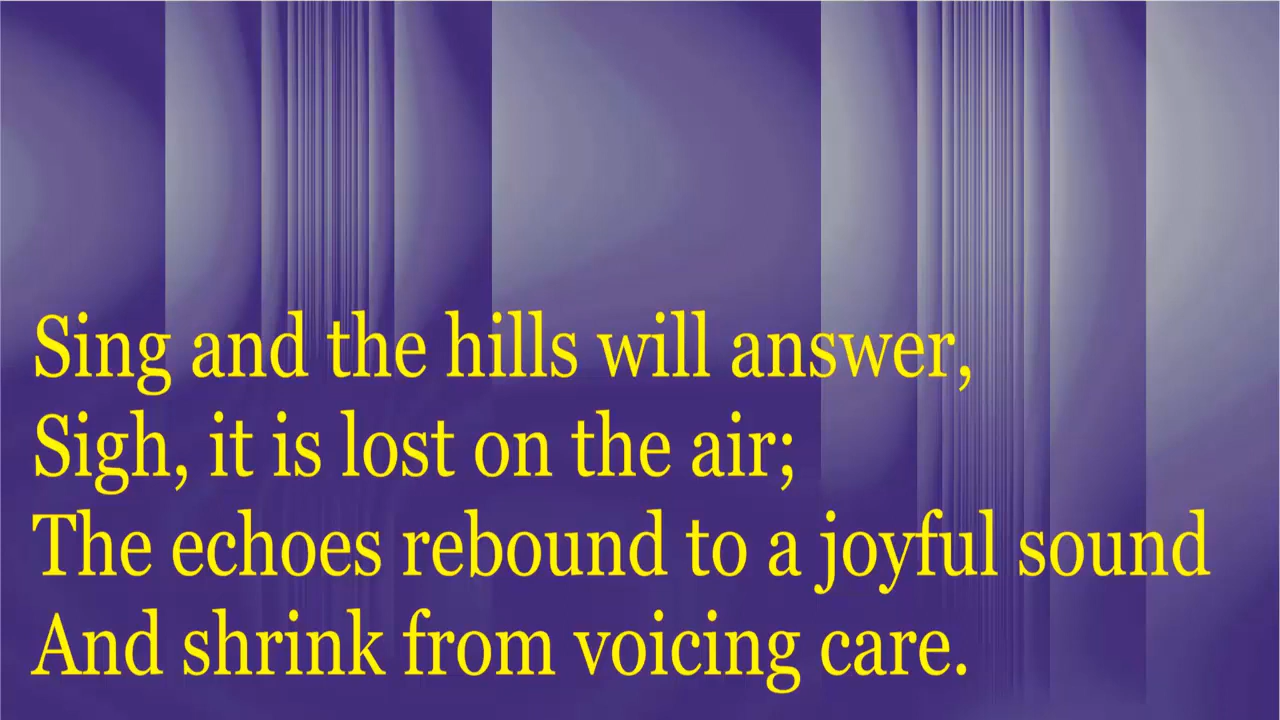 Sing and the hills will answer,
Sigh, it is lost on the air;
The echoes rebound to a joyful sound
And shrink from voicing care.